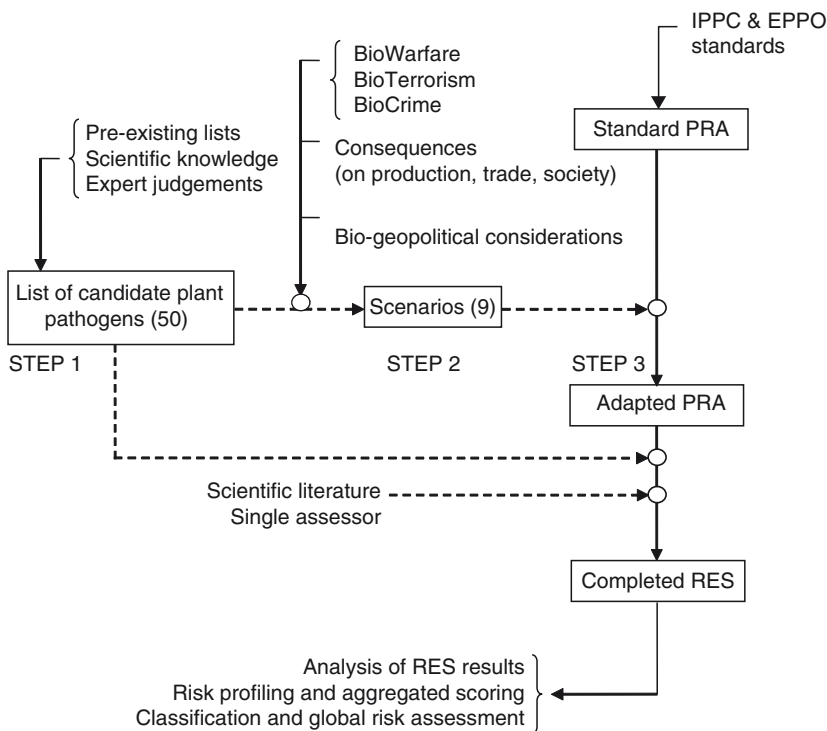 IPPC & EPPO
standards
BioWarfare
BioTerrorism
BioCrime
Standard PRA
Pre-existing lists
Scientific knowledge
Expert judgements
Consequences
(on production, trade, society)
Bio-geopolitical considerations
List of candidate plant
pathogens (50)
Scenarios (9)
STEP 1
STEP 2
STEP 3
Adapted PRA
Scientific literature
Single assessor
Completed RES
Analysis of RES results
Risk profiling and aggregated scoring
Classification and global risk assessment